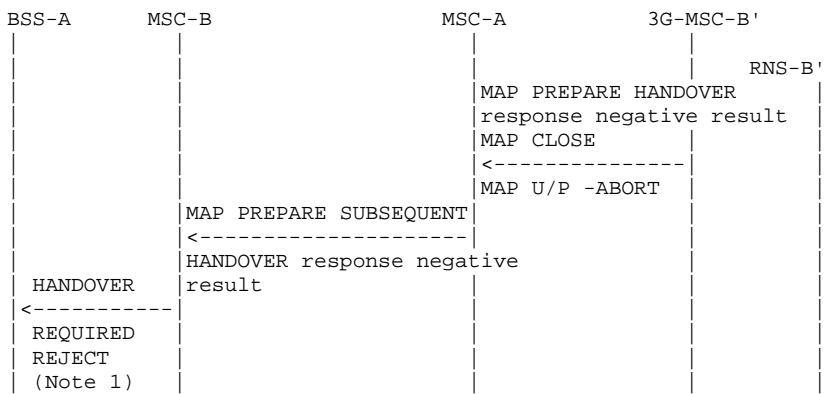 BSS-A MSC-B MSC-A 3G-MSC-B'
RNS-B'
MAP PREPARE HANDOVER
response negative result
MAP CLOSE
MAP U/P -ABORT
MAP PREPARE SUBSEQUENT
HANDOVER response negative
HANDOVER result
REQUIRED
REJECT
(Note 1)